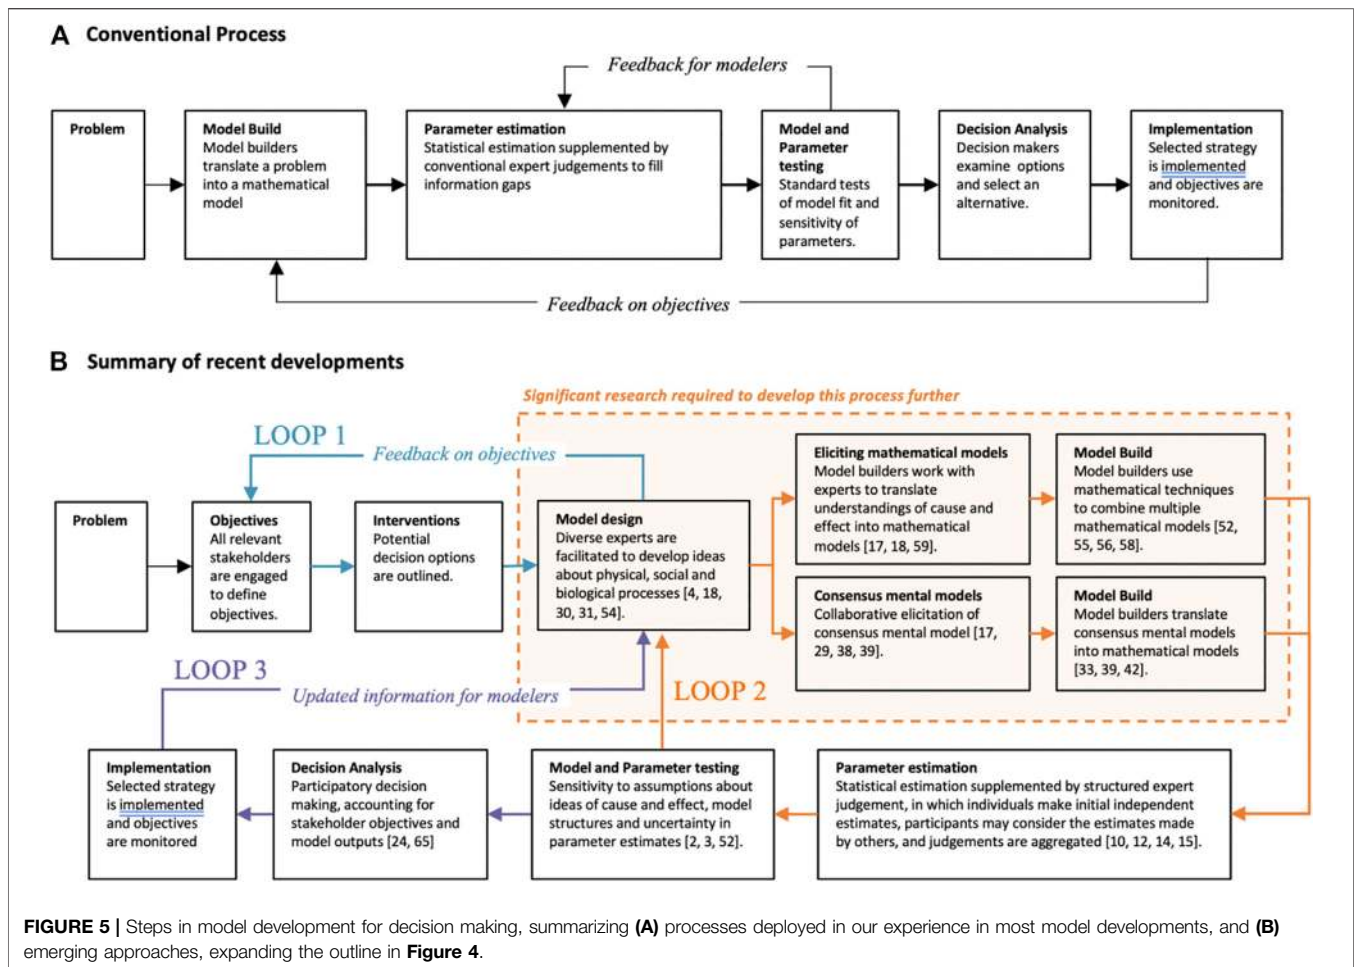 A Conventional Process
Feedback for modelers
Problem
Model Build
Model builders
translate a problem
into a mathematical
model
Parameter estimation
Statistical estimation supplemented by
conventional expert judgements to fill
information gaps
Model and
Parameter
testing
Standard tests
of model fit and
sensitivity of
parameters.
Decision Analysis
Decision makers
examine options
and select an
alternative.
Implementation
Selected strategy
is implemented
and objectives are
monitored.
Feedback on objectives
B Summary of recent developments
Significant research required to develop this process further
LOOP 1
Feedback on objectives
Problem
Objectives
All relevant
stakeholders
are engaged
to define
objectives.
Interventions
Potential
decision options
are outlined.
Model design
Diverse experts are
facilitated to develop ideas
about physical, social and
biological processes [4, 18,
30, 31, 54].
Eliciting mathematical models
Model builders work with
experts to translate
understandings of cause and
effect into mathematical
models [17, 18, 59].
Model Build
Model builders use
mathematical techniques
to combine multiple
mathematical models [52,
55, 56, 58].
Consensus mental models
Collaborative elicitation of
consensus mental model [17,
29, 38, 39].
Model Build
Model builders translate
consensus mental models
into mathematical models
[33, 39, 42].
LOOP 3
Updated information for modelers
LOOP 2
Implementation
Selected strategy
is implemented
and objectives
are monitored
Decision Analysis
Participatory decision
making, accounting for
stakeholder objectives and
model outputs [24, 65]
Model and Parameter testing
Sensitivity to assumptions about
ideas of cause and effect, model
structures and uncertainty in
parameter estimates [2, 3, 52].
Parameter estimation
Statistical estimation supplemented by structured expert
judgement, in which individuals make initial independent
estimates, participants may consider the estimates made
by others, and judgements are aggregated [10, 12, 14, 15].
FIGURE 5 | Steps in model development for decision making, summarizing (A) processes deployed in our experience in most model developments, and (B)
emerging approaches, expanding the outline in Figure 4.